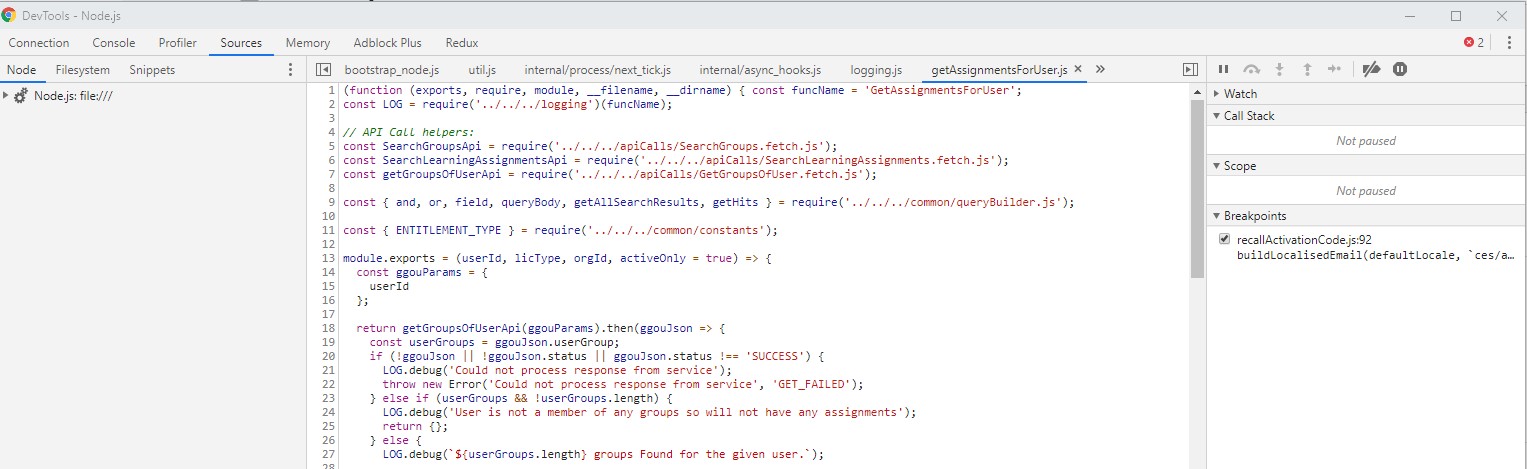 DevTools - Node.js
Connection Console Profiler Sources Memory Adblock Plus Redux 2
Node Filesystem Snippets
Node.js: file:///
bootstrap_node.js util.js internal/process/next_tick.js internal/async_hooks.js logging.js getAssignmentsForUser.js × »
1 (function (exports, require, module, __filename, __dirname) { const funcName = 'GetAssignmentsForUser';
2 const LOG = require('../../../logging')(funcName);
3
4 // API Call helpers:
5 const SearchGroupsApi = require('../../../apiCalls/SearchGroups.fetch.js');
6 const SearchLearningAssignmentsApi = require('../../../apiCalls/SearchLearningAssignments.fetch.js');
7 const getGroupsOfUserApi = require('../../../apiCalls/GetGroupsOfUser.fetch.js');
8
9 const { and, or, field, queryBody, getAllSearchResults, getHits } = require('../../../common/queryBuilder.js');
10
11 const { ENTITLEMENT_TYPE } = require('../../../common/constants');
12
13 module.exports = (userId, licType, orgId, activeOnly = true) => {
14   const ggouParams = {
15     userId
16   };
17
18   return getGroupsOfUserApi(ggouParams).then(ggouJson => {
19     const userGroups = ggouJson.userGroup;
20     if (!ggouJson || !ggouJson.status || ggouJson.status !== 'SUCCESS') {
21       LOG.debug('Could not process response from service');
22       throw new Error('Could not process response from service', 'GET_FAILED');
23     } else if (userGroups && !userGroups.length) {
24       LOG.debug('User is not a member of any groups so will not have any assignments');
25       return {};
26     } else {
27       LOG.debug(`${userGroups.length} groups Found for the given user.`);
28
Watch
Call Stack
Not paused
Scope
Not paused
Breakpoints
recallActivationCode.js:92
buildLocalisedEmail(defaultLocale, `ces/a…